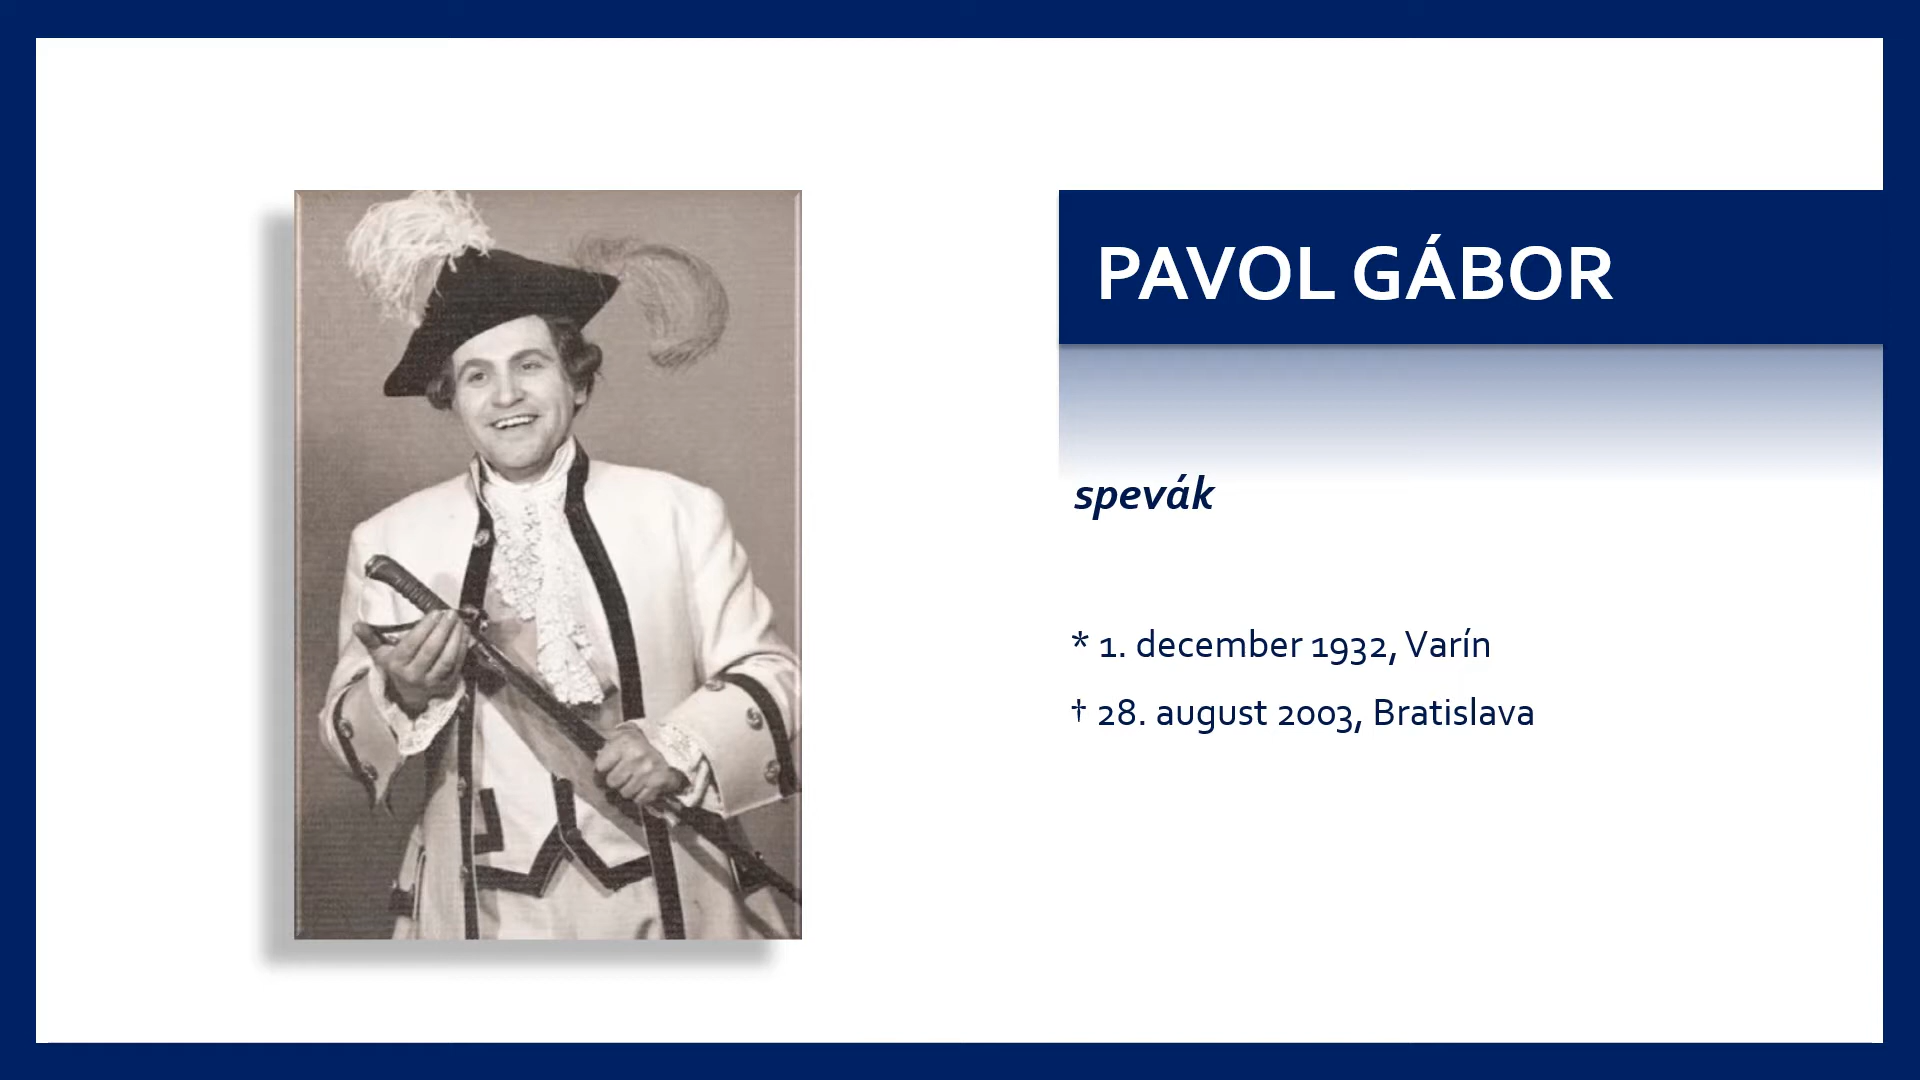 PAVOL GÁBOR
spevák
* 1. december 1932, Varín
† 28. august 2003, Bratislava